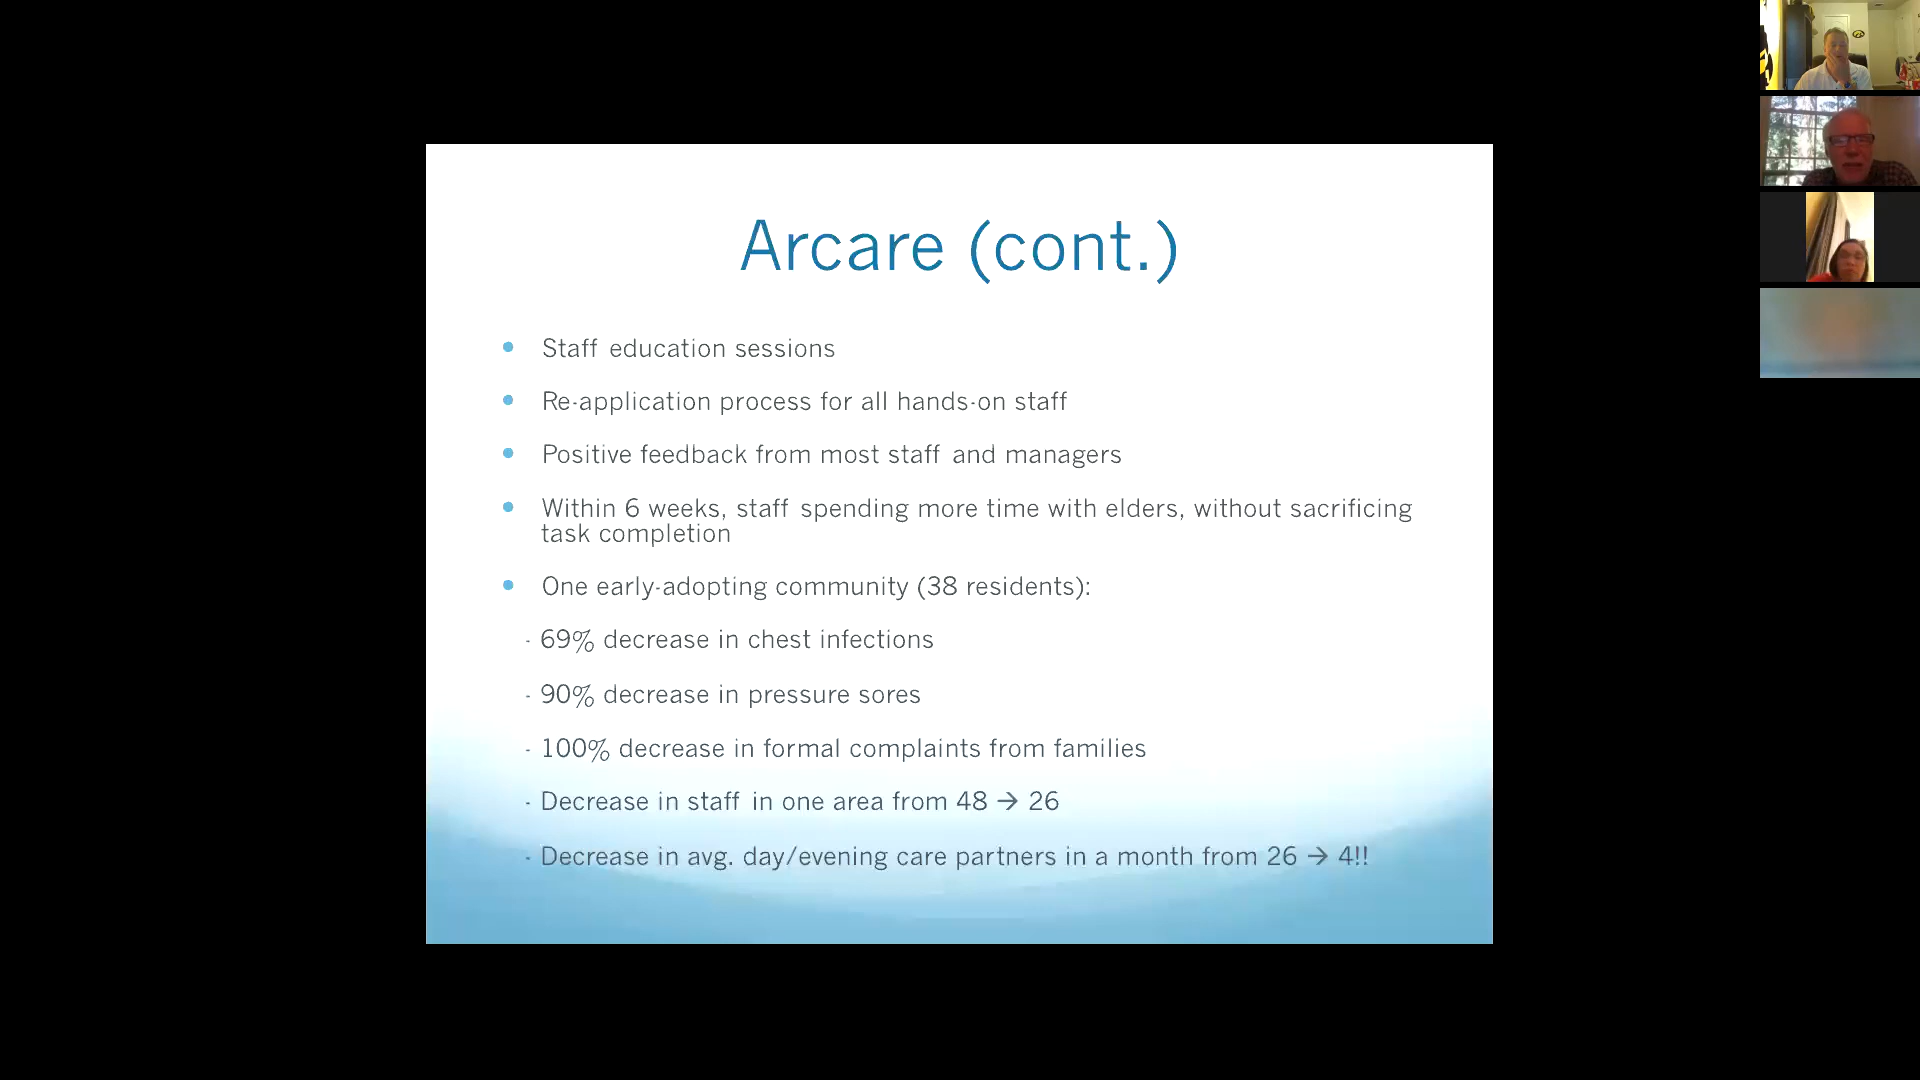 Arcare (cont.)
• Staff education sessions
• Re-application process for all hands-on staff
• Positive feedback from most staff and managers
• Within 6 weeks, staff spending more time with elders, without sacrificing
task completion
• One early-adopting community (38 residents):
- 69% decrease in chest infections
- 90% decrease in pressure sores
- 100% decrease in formal complaints from families
- Decrease in staff in one area from 48 → 26
- Decrease in avg. day/evening care partners in a month from 26 → 4!!